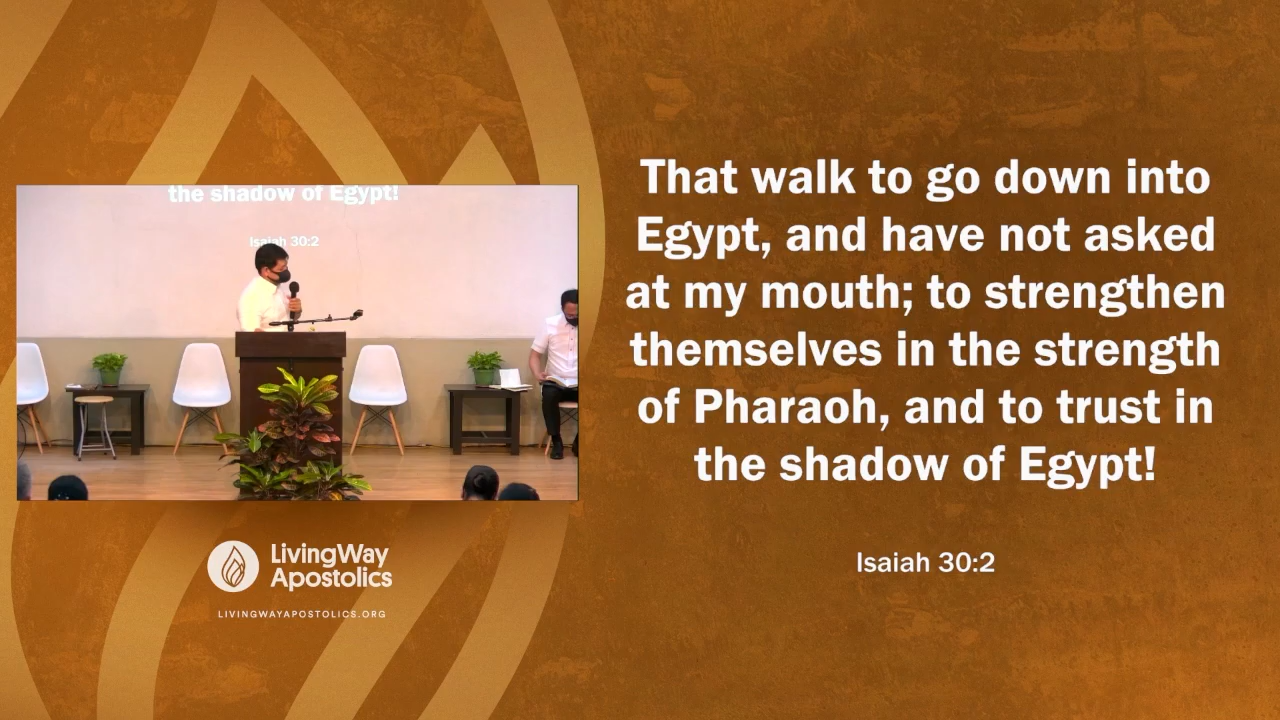 the shadow of Egypt!
Isaiah 30:2
LivingWay
Apostolics
LIVINGWAYAPOSTOLICS.ORG
That walk to go down into
Egypt, and have not asked
at my mouth; to strengthen
themselves in the strength
of Pharaoh, and to trust in
the shadow of Egypt!
Isaiah 30:2